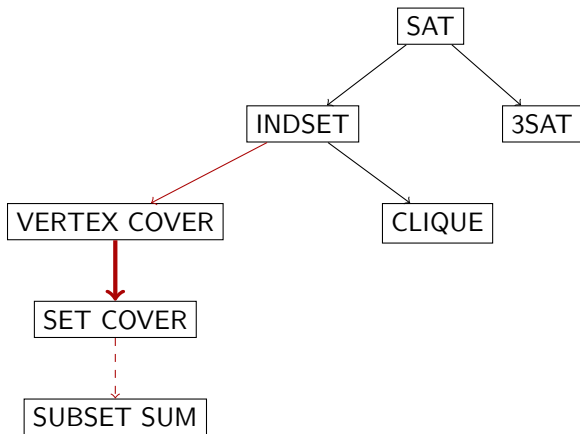 SAT
INDSET
3SAT
VERTEX COVER
CLIQUE
SET COVER
SUBSET SUM